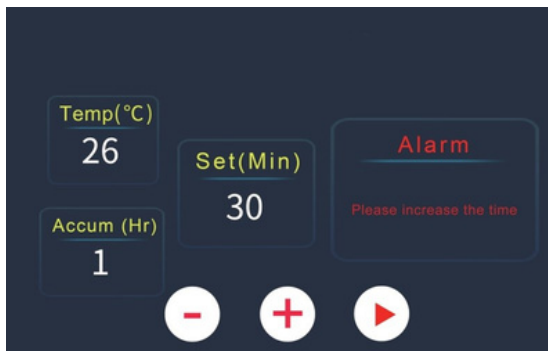 Temp(℃)
26
Accum (Hr)
1
Set(Min)
30
Alarm
Please increase the time
-
+